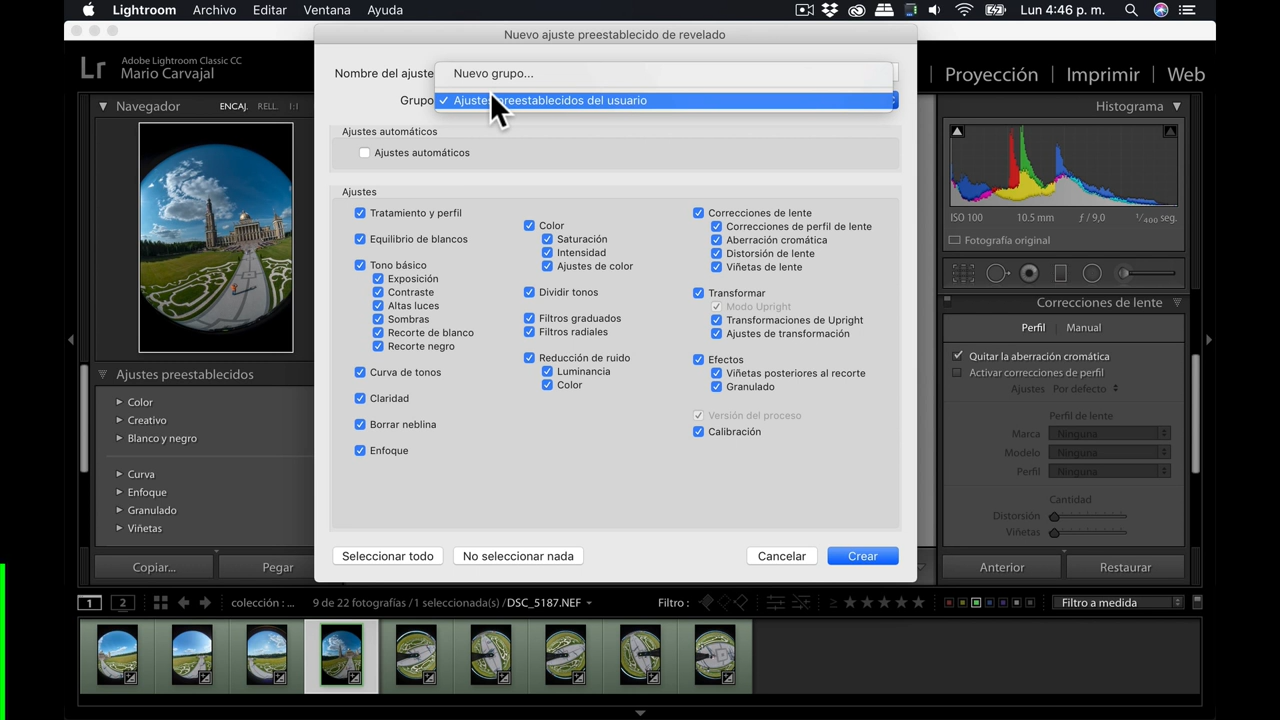 Lightroom Archivo Editar Ventana Ayuda Lun 4:46 p. m.
Nuevo ajuste preestablecido de revelado
Adobe Lightroom Classic CC
Lr Mario Carvajal
Proyección | Imprimir | Web
Nombre del ajuste
Nuevo grupo...
Grupo
✓ Ajustes preestablecidos del usuario
Navegador ENCAJ. RELL. 1:1
Histograma
Ajustes automáticos
Ajustes automáticos
Ajustes
Tratamiento y perfil
Equilibrio de blancos
Tono básico
Exposición
Contraste
Altas luces
Sombras
Recorte de blanco
Recorte negro
Curva de tonos
Claridad
Borrar neblina
Enfoque
Color
Saturación
Intensidad
Ajustes de color
Dividir tonos
Filtros graduados
Filtros radiales
Reducción de ruido
Luminancia
Color
Correcciones de lente
Correcciones de perfil de lente
Aberración cromática
Distorsión de lente
Viñetas de lente
Transformar
Modo Upright
Transformaciones de Upright
Ajustes de transformación
Efectos
Viñetas posteriores al recorte
Granulado
Versión del proceso
Calibración
Seleccionar todo No seleccionar nada Cancelar Crear
Ajustes preestablecidos
Color
Creativo
Blanco y negro
Curva
Enfoque
Granulado
Viñetas
Copiar... Pegar
ISO 100 10.5 mm ƒ / 9,0 1/400 seg.
Fotografía original
Correcciones de lente
Perfil Manual
Quitar la aberración cromática
Activar correcciones de perfil
Ajustes Por defecto
Perfil de lente
Marca Ninguna
Modelo Ninguna
Perfil Ninguna
Cantidad
Distorsión
Viñetas
Anterior Restaurar
1 2 colección : ... 9 de 22 fotografías /1 seleccionada(s) /DSC_5187.NEF Filtro : ≥ Filtro a medida